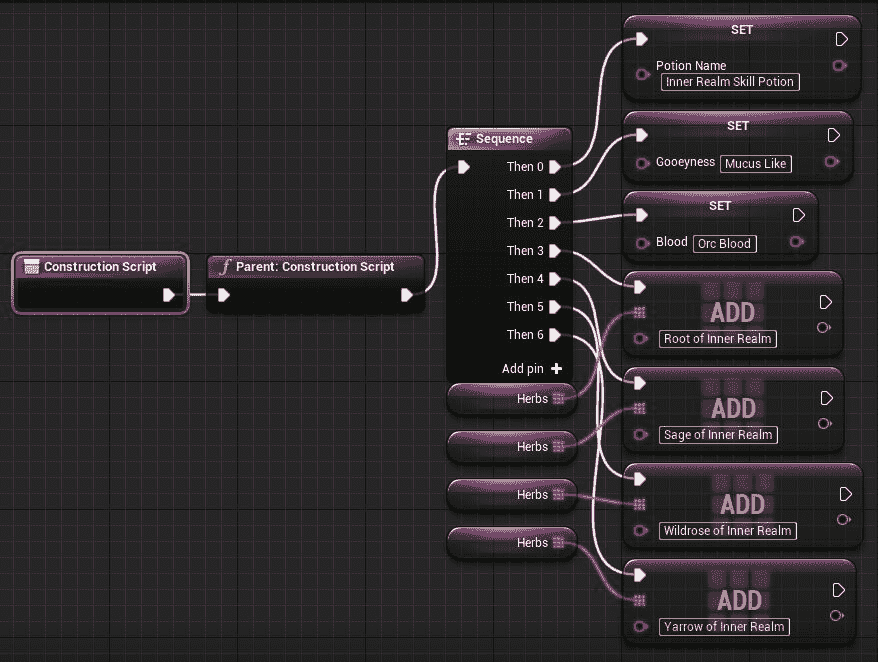 Construction Script
f Parent: Construction Script
Sequence
Then 0
Then 1
Then 2
Then 3
Then 4
Then 5
Then 6
Add pin +
Herbs
Herbs
Herbs
Herbs
SET
Potion Name
Inner Realm Skill Potion
SET
Gooeyness Mucus Like
SET
Blood Orc Blood
ADD
Root of Inner Realm
ADD
Sage of Inner Realm
ADD
Wildrose of Inner Realm
ADD
Yarrow of Inner Realm